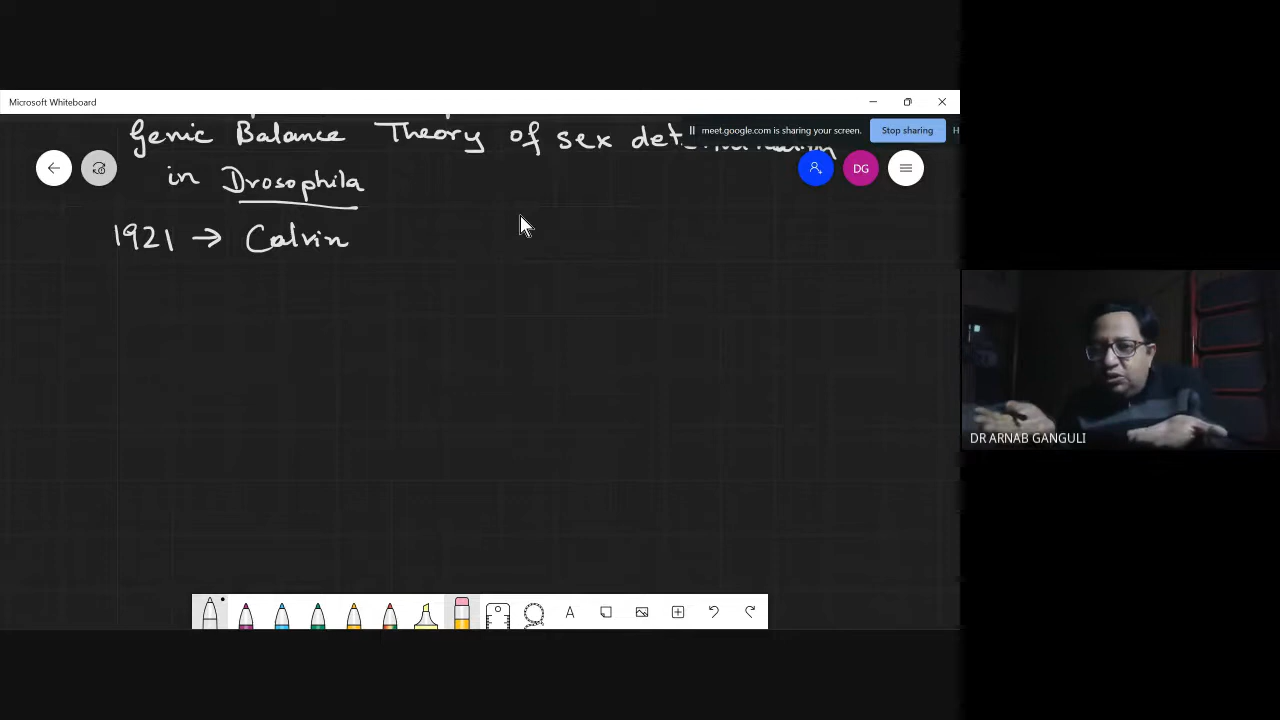 Microsoft Whiteboard
Genic Balance Theory of sex determination
meet.google.com is sharing your screen.
Stop sharing
H
in Drosophila
DG
1921 → Calvin
DR ARNAB GANGULI
A